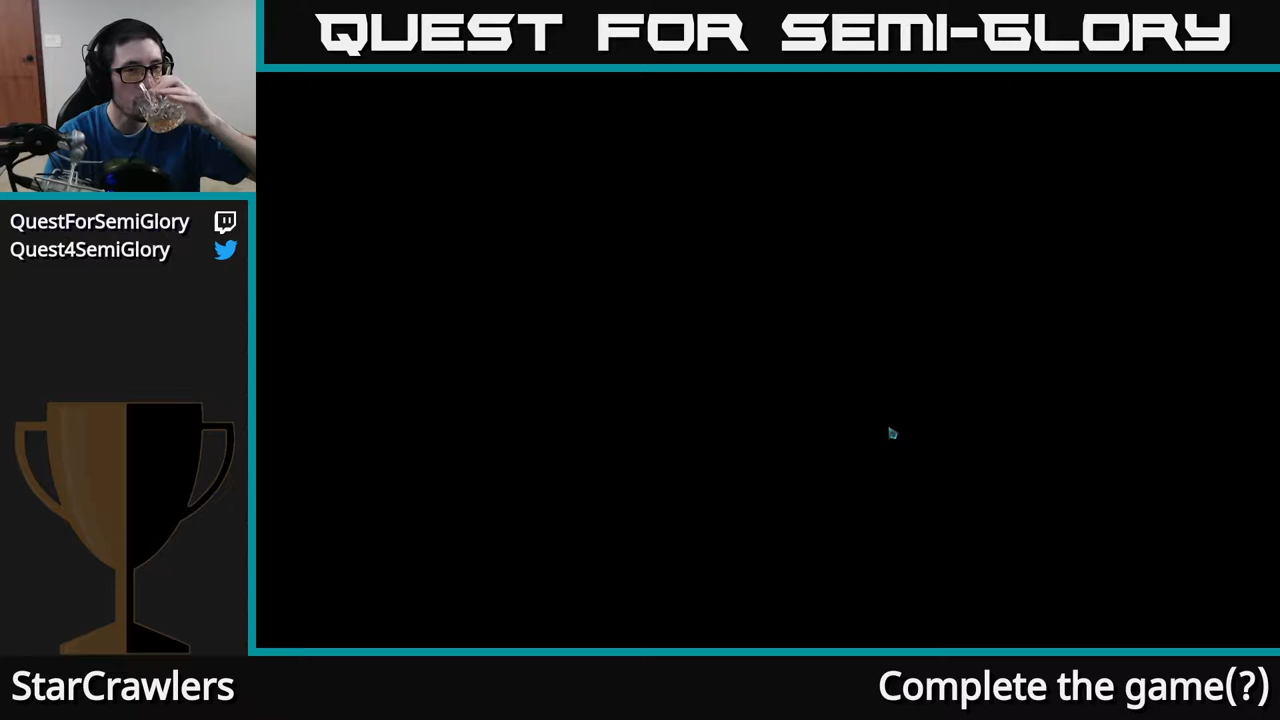 QUEST FOR SEMI-GLORY
QuestForSemiGlory
Quest4SemiGlory
StarCrawlers
Complete the game(?)